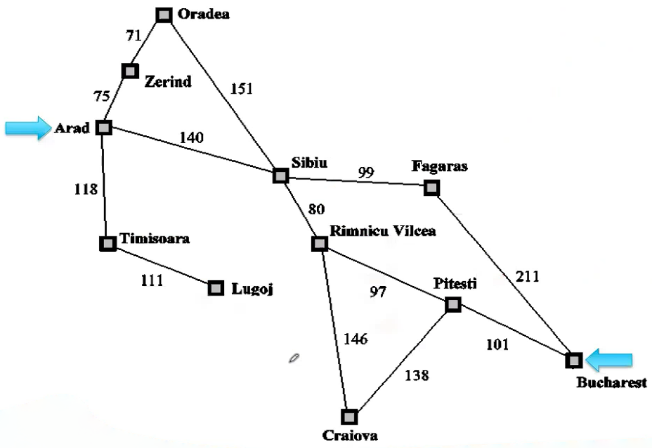 Oradea
71
Zerind
151
75
Arad
140
Sibiu
99
Fagaras
118
80
Timisoara
Rimnicu Vilcea
111
Lugoj
97
Pitesti
211
146
101
138
Bucharest
Craiova